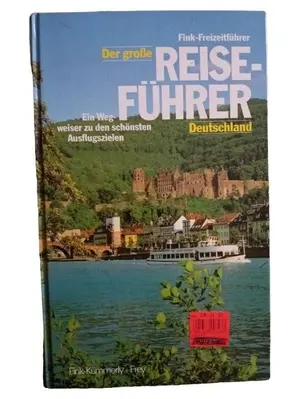 Fink-Freizeitführer
Der große
REISE-
FÜHRER
Deutschland
Ein Weg-
weiser zu den schönsten
Ausflugszielen
Fink-Kümmerly+Frey